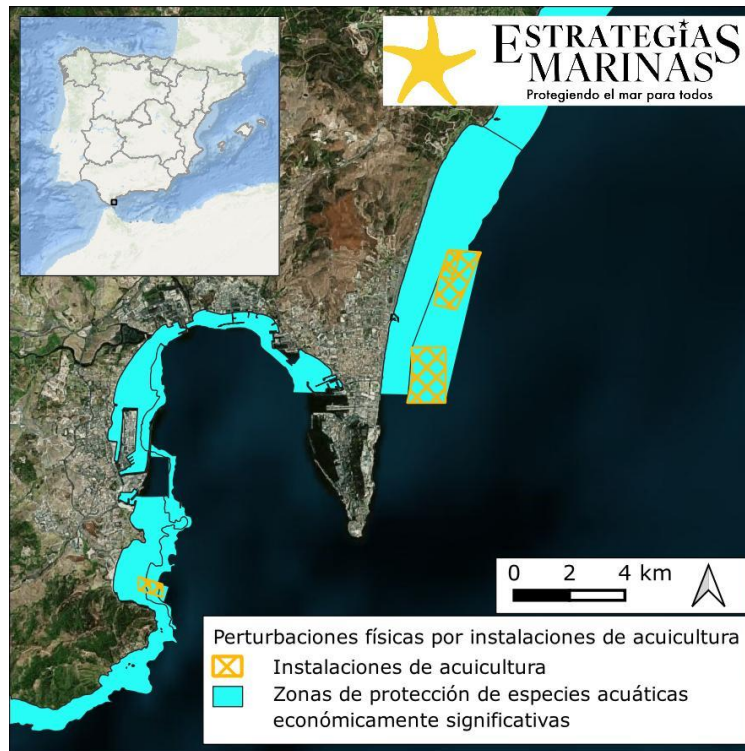 ESTRATEGIAS
MARINAS
Protegiendo el mar para todos
0 2 4 km
Perturbaciones físicas por instalaciones de acuicultura
Instalaciones de acuicultura
Zonas de protección de especies acuáticas
económicamente significativas